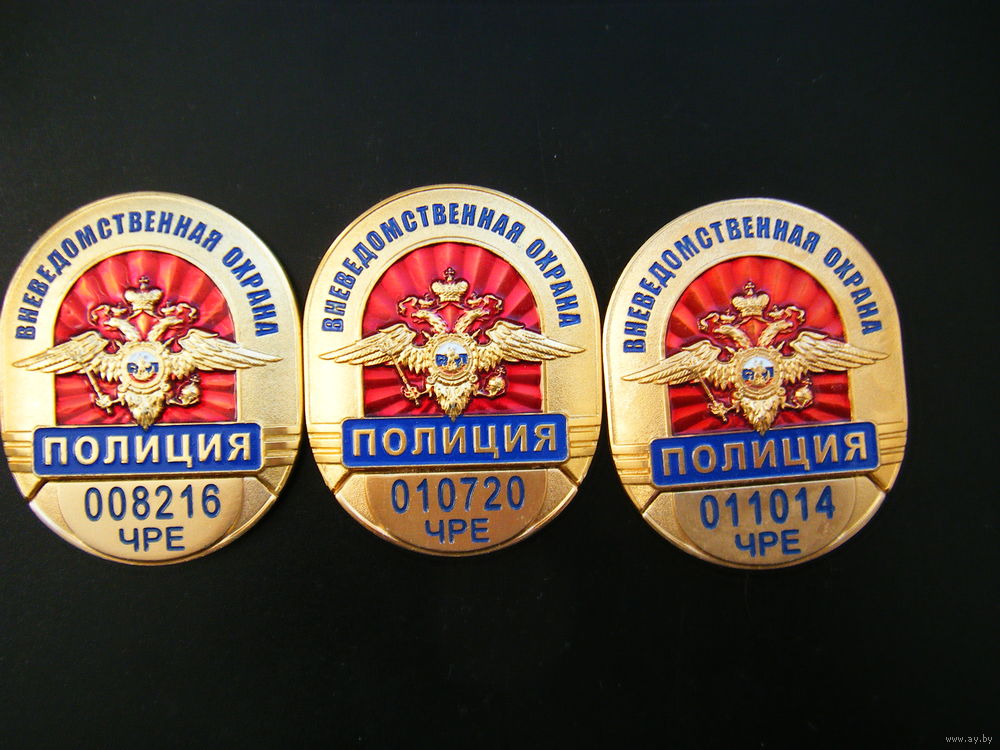 ВНЕВЕДОМСТВЕННАЯ ОХРАНА
ПОЛИЦИЯ
008216
ЧРЕ
ВНЕВЕДОМСТВЕННАЯ ОХРАНА
ПОЛИЦИЯ
010720
ЧРЕ
ВНЕВЕДОМСТВЕННАЯ ОХРАНА
ПОЛИЦИЯ
011014
ЧРЕ
www.ay.by